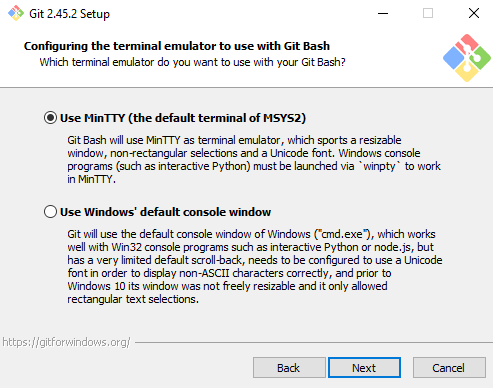 Git 2.45.2 Setup
Configuring the terminal emulator to use with Git Bash
Which terminal emulator do you want to use with your Git Bash?
Use MinTTY (the default terminal of MSYS2)
Git Bash will use MinTTY as terminal emulator, which sports a resizable
window, non-rectangular selections and a Unicode font. Windows console
programs (such as interactive Python) must be launched via `winpty` to work
in MinTTY.
Use Windows' default console window
Git will use the default console window of Windows ("cmd.exe"), which works
well with Win32 console programs such as interactive Python or node.js, but
has a very limited default scroll-back, needs to be configured to use a Unicode
font in order to display non-ASCII characters correctly, and prior to
Windows 10 its window was not freely resizable and it only allowed
rectangular text selections.
https://gitforwindows.org/
Back
Next
Cancel